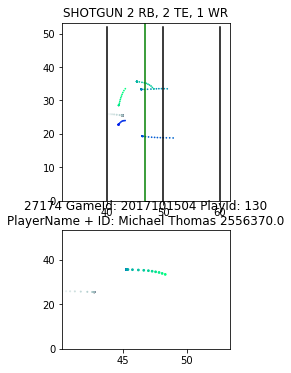 SHOTGUN 2 RB, 2 TE, 1 WR
50
40
30
20
10
0
40 50 60
27174 GameId: 2017101504 PlayId: 130
PlayerName + ID: Michael Thomas 2556370.0
40
20
0
45 50